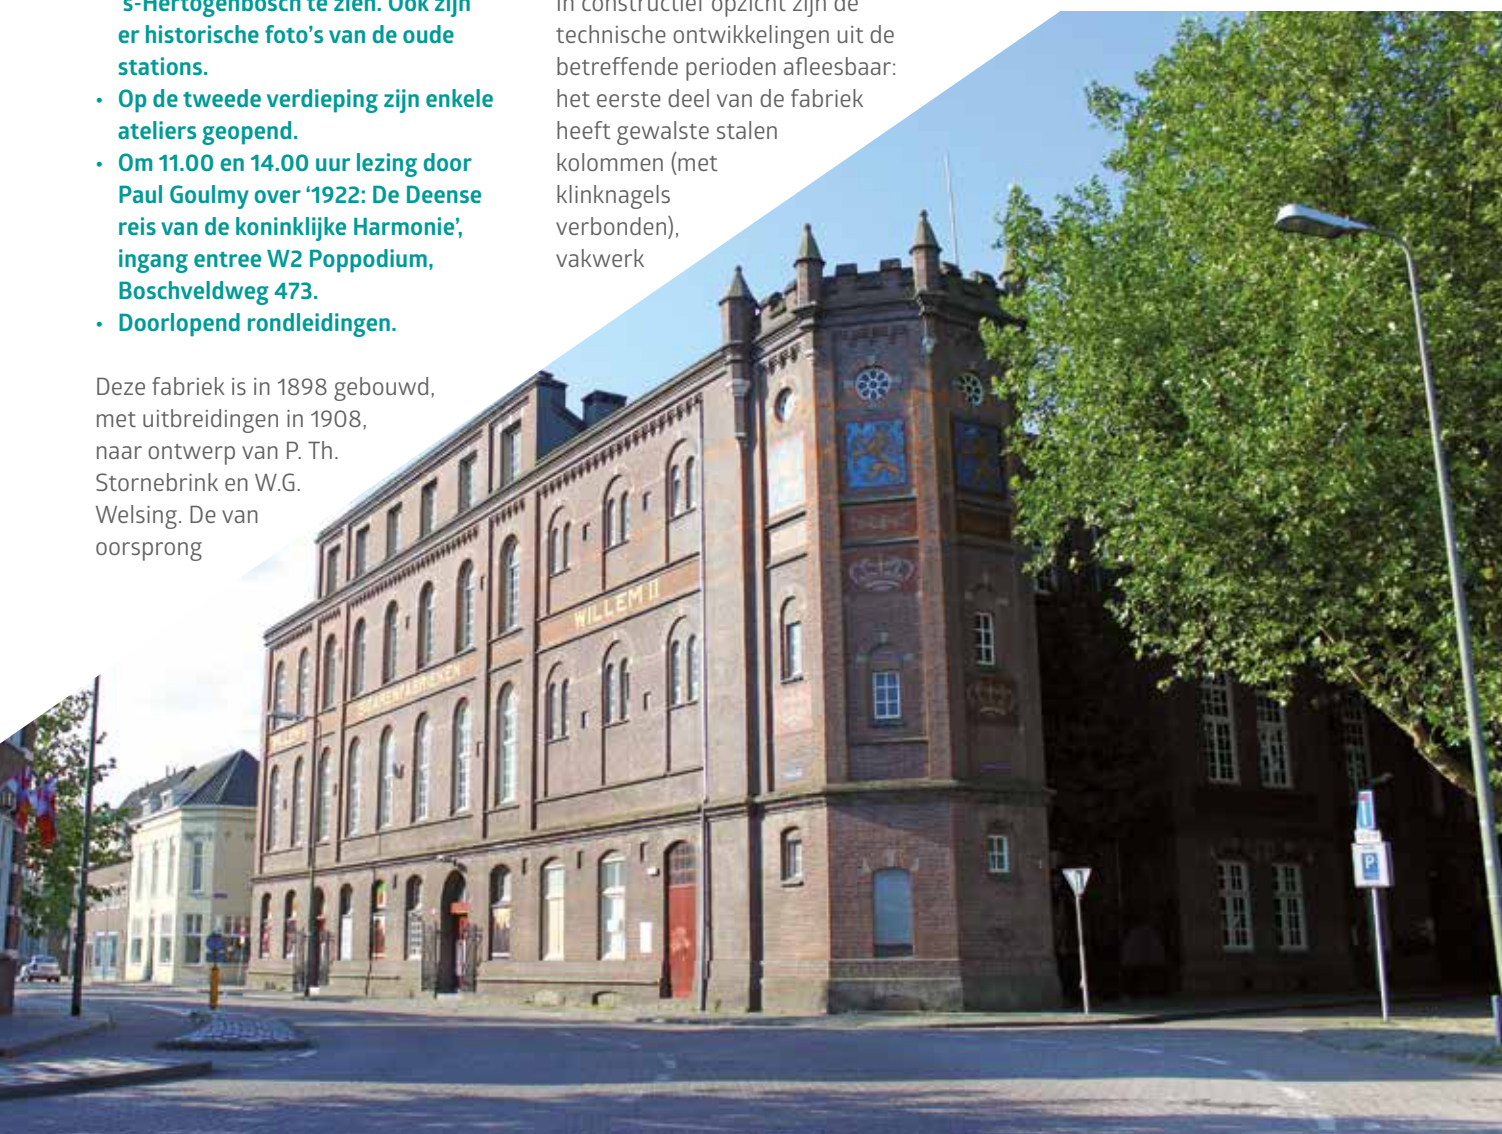 's-Hertogenbosch te zien. Ook zijn
er historische foto's van de oude
stations.
• Op de tweede verdieping zijn enkele
ateliers geopend.
• Om 11.00 en 14.00 uur lezing door
Paul Goulmy over ‘1922: De Deense
reis van de koninklijke Harmonie’,
ingang entree W2 Poppodium,
Boschveldweg 473.
• Doorlopend rondleidingen.
Deze fabriek is in 1898 gebouwd,
met uitbreidingen in 1908,
naar ontwerp van P. Th.
Stornebrink en W.G.
Welsing. De van
oorsprong
In constructief opzicht zijn de
technische ontwikkelingen uit de
betreffende perioden afleesbaar:
het eerste deel van de fabriek
heeft gewalste stalen
kolommen (met
klinknagels
verbonden),
vakwerk
WILLEM II
SIGARENFABRIEKEN
P